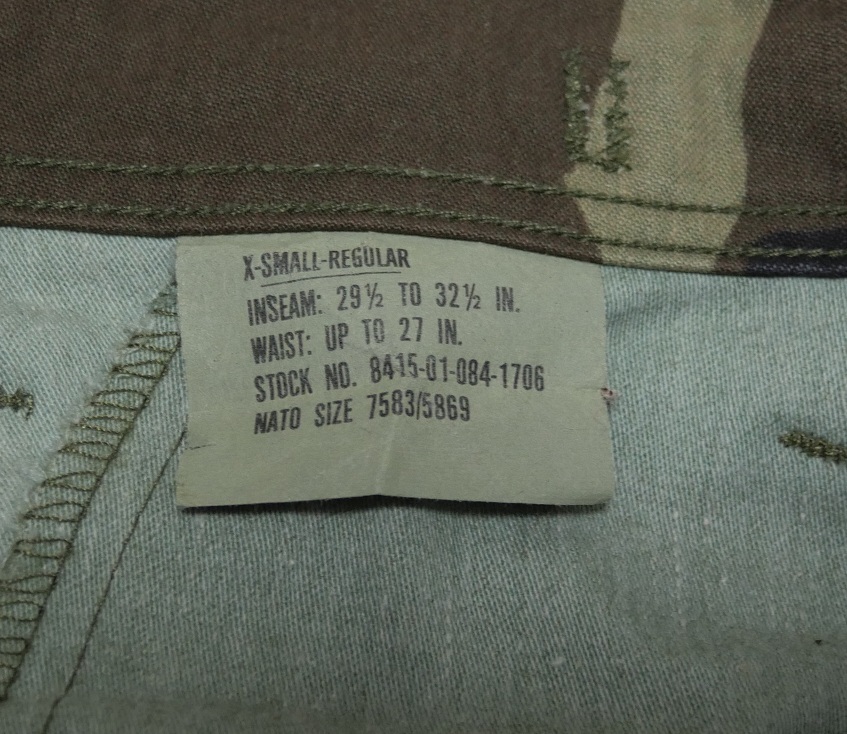 X-SMALL-REGULAR
INSEAM: 29½ TO 32½ IN.
WAIST: UP TO 27 IN.
STOCK NO. 8415-01-084-1706
NATO SIZE 7583/5869